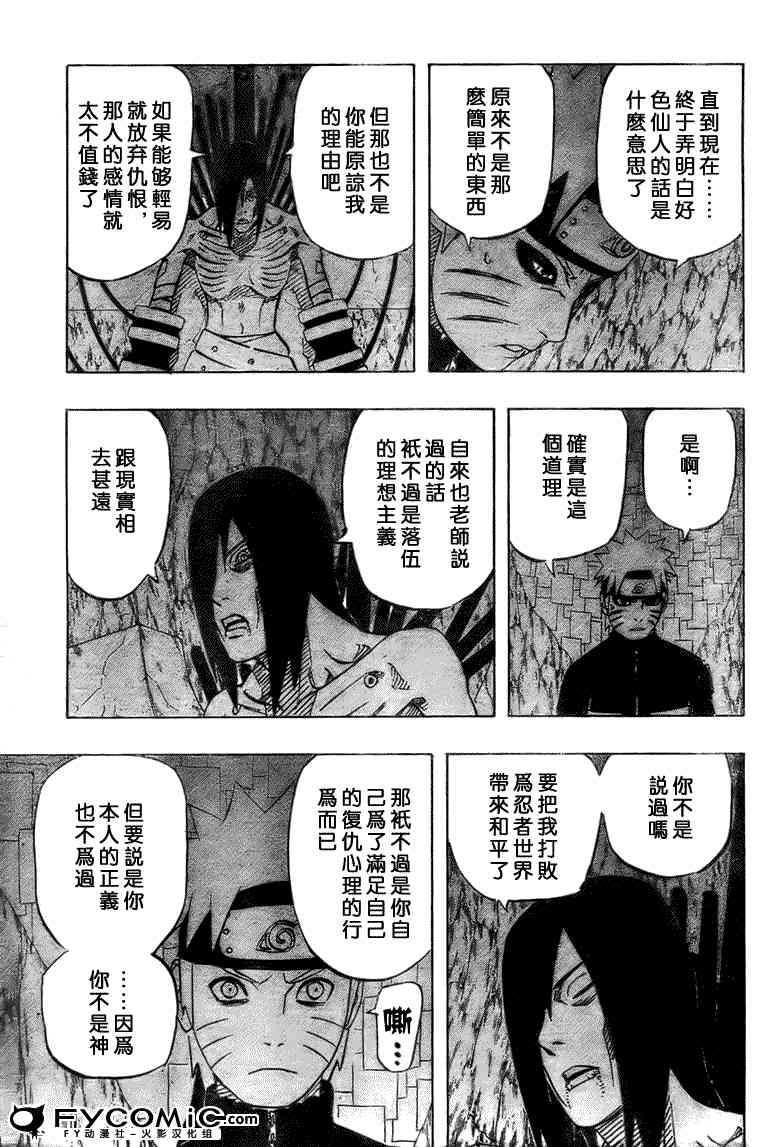 直到現在……
終于弄明白好
色仙人的話是
什麼意思了
原來不是那
麼簡單的東西
但那也不是
你能原諒我
的理由吧
如果能够輕易
就放弃仇恨，
那人的感情就
太不值錢了
是啊…
確實是這
個道理
自來也老師説
過的話
衹不過是落伍
的理想主義
跟現實相
去甚遠
你不是
説過嗎
要把我打敗
爲忍者世界
帶來和平了
那衹不過是你自
己爲了滿足自己
的復仇心理的行
爲而已
但要説是你
本人的正義
也不爲過
……因爲
你不是神
FYCOMIC.COM
FY动漫社-火影汉化组